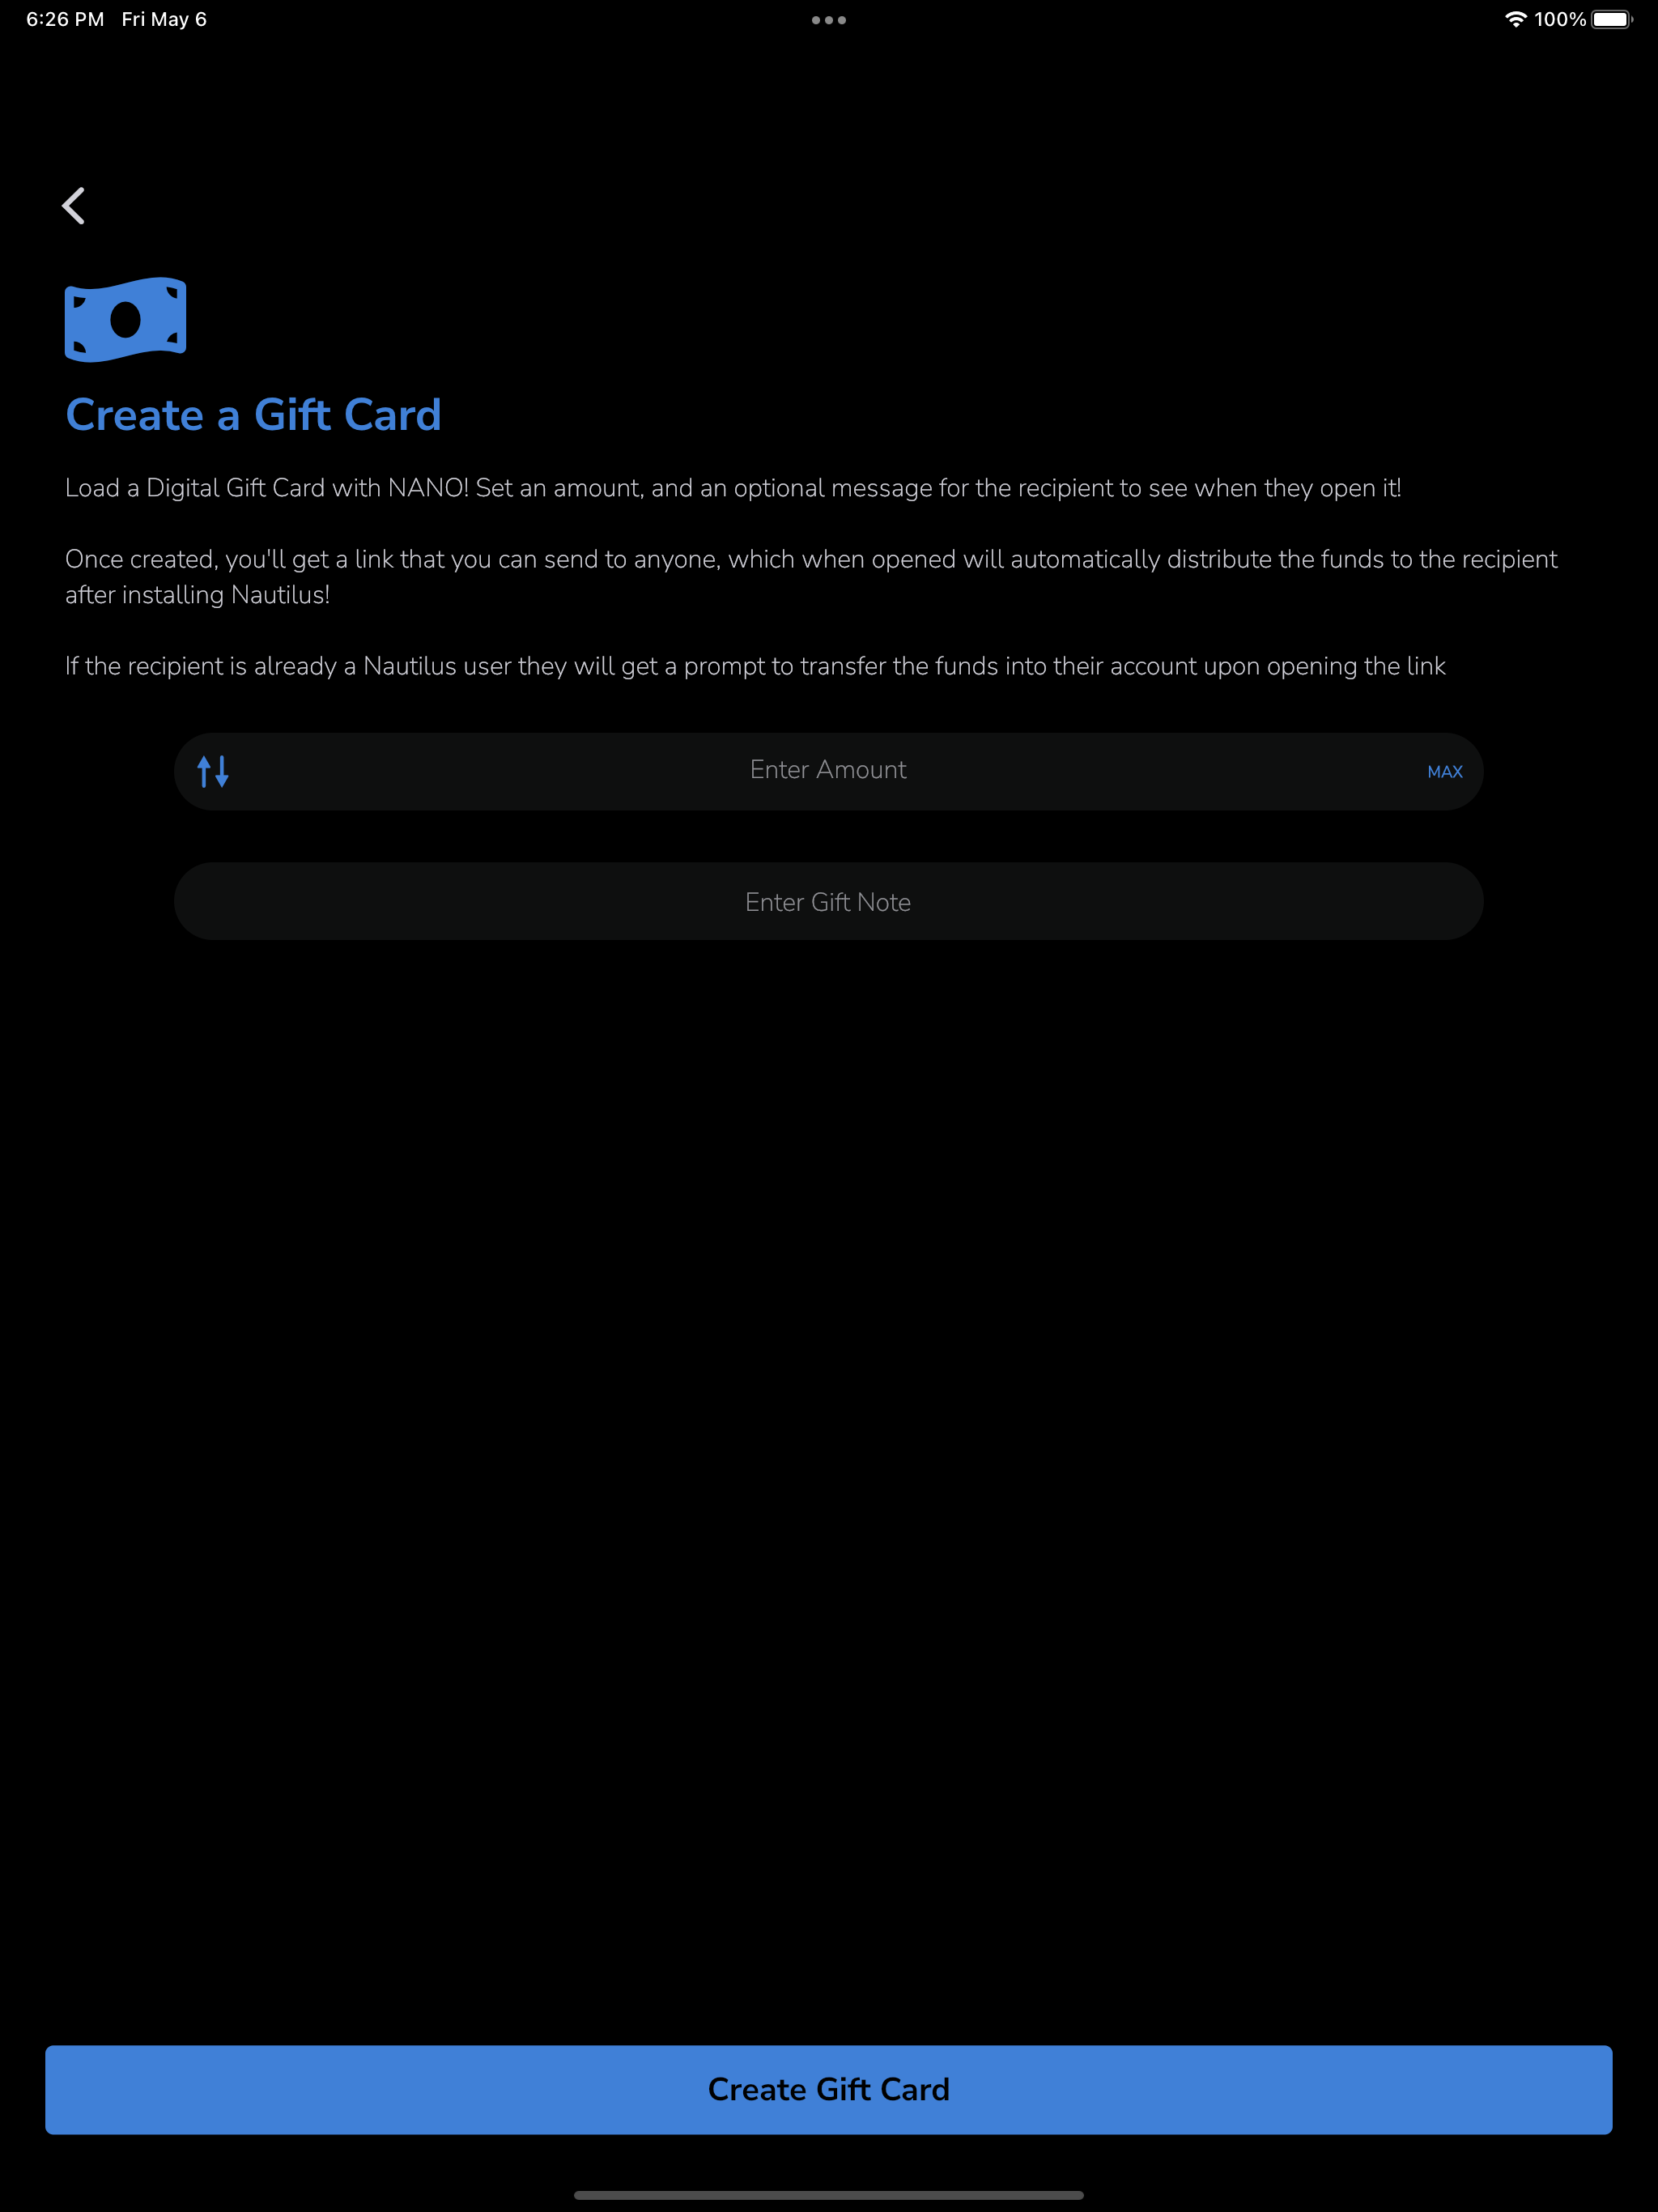 6:26 PM Fri May 6
100%
Create a Gift Card
Load a Digital Gift Card with NANO! Set an amount, and an optional message for the recipient to see when they open it!
Once created, you'll get a link that you can send to anyone, which when opened will automatically distribute the funds to the recipient
after installing Nautilus!
If the recipient is already a Nautilus user they will get a prompt to transfer the funds into their account upon opening the link
Enter Amount
MAX
Enter Gift Note
Create Gift Card